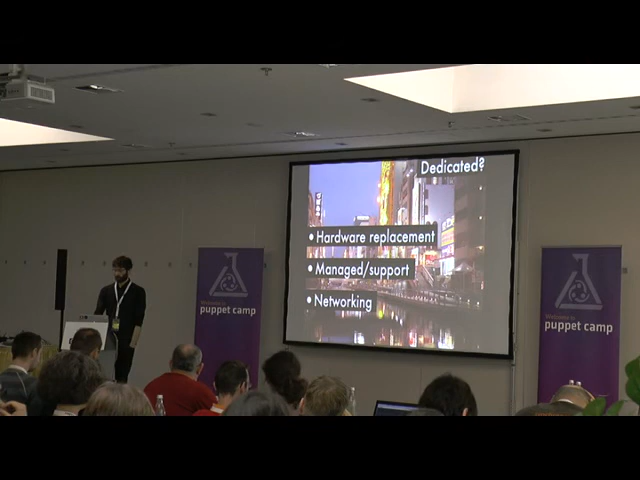 Dedicated?
• Hardware replacement
• Managed/support
• Networking
Welcome to
puppet camp
Welcome to
puppet camp